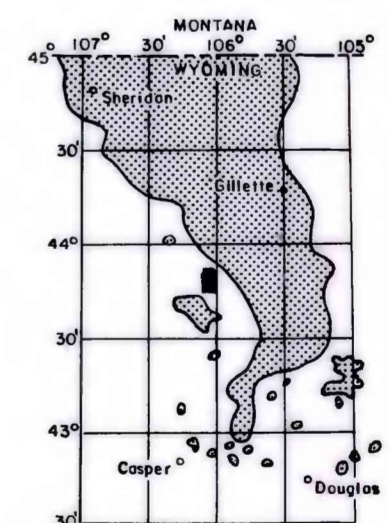 MONTANA
45° 107° 30' 106° 30' 105°
WYOMING
Sheridan
30'
Gillette
44°
30'
43°
Casper
Douglas
30'